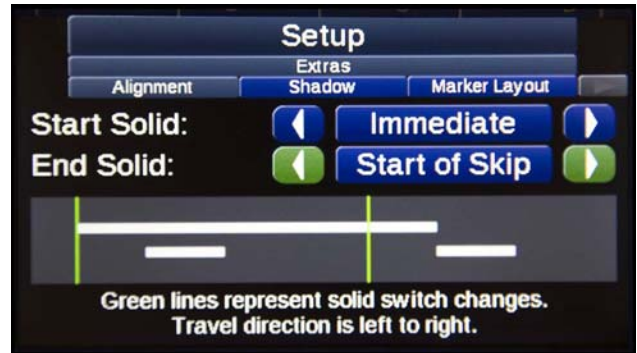 Setup
Extras
Alignment Shadow Marker Layout
Start Solid: Immediate
End Solid: Start of Skip
Green lines represent solid switch changes.
Travel direction is left to right.